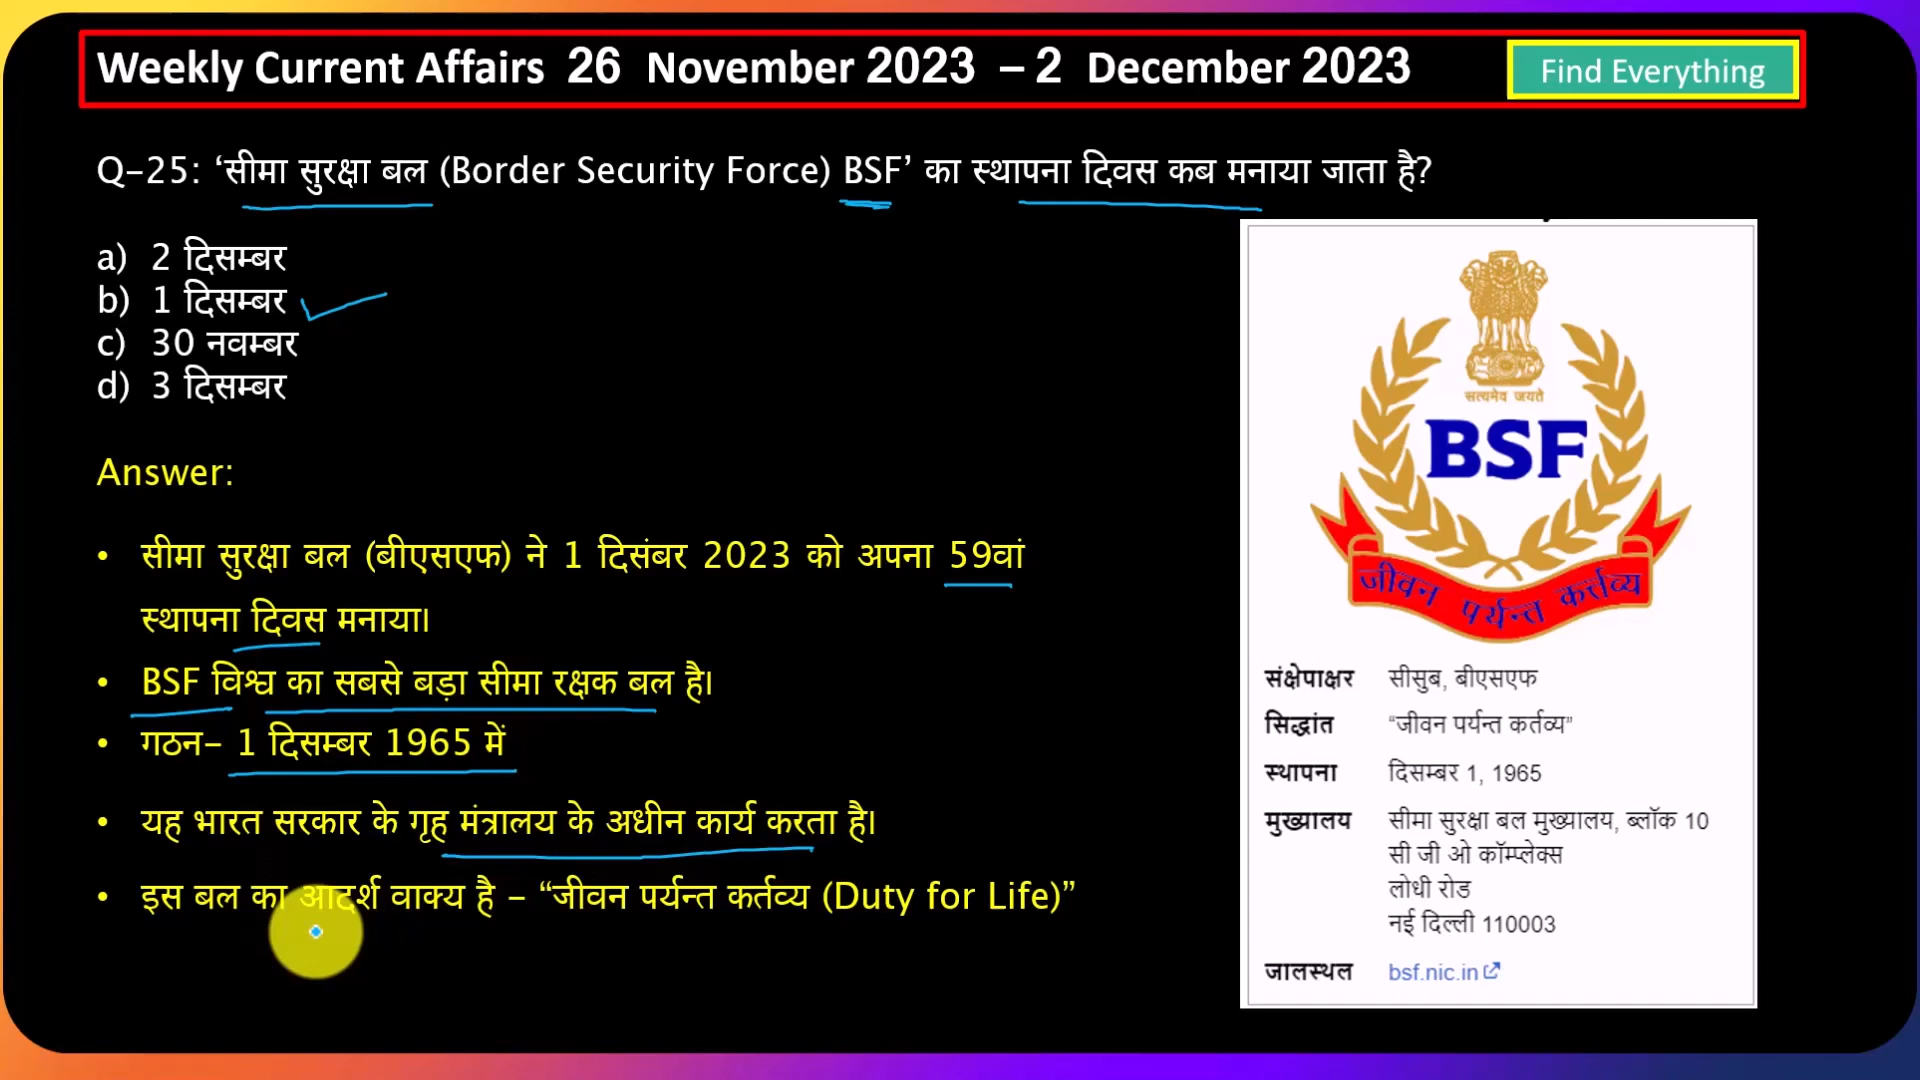 Weekly Current Affairs 26 November 2023 – 2 December 2023
Find Everything
Q-25: ‘सीमा सुरक्षा बल (Border Security Force) BSF’ का स्थापना दिवस कब मनाया जाता है?
a) 2 दिसम्बर
b) 1 दिसम्बर
c) 30 नवम्बर
d) 3 दिसम्बर
Answer:
• सीमा सुरक्षा बल (बीएसएफ) ने 1 दिसंबर 2023 को अपना 59वां
स्थापना दिवस मनाया।
• BSF विश्व का सबसे बड़ा सीमा रक्षक बल है।
• गठन– 1 दिसम्बर 1965 में
• यह भारत सरकार के गृह मंत्रालय के अधीन कार्य करता है।
• इस बल का आदर्श वाक्य है – “जीवन पर्यन्त कर्तव्य (Duty for Life)”
सत्यमेव जयते
BSF
जीवन पर्यन्त कर्त्तव्य
संक्षेपाक्षर सीसुब, बीएसएफ
सिद्धांत “जीवन पर्यन्त कर्तव्य”
स्थापना दिसम्बर 1, 1965
मुख्यालय सीमा सुरक्षा बल मुख्यालय, ब्लॉक 10
सी जी ओ कॉम्प्लेक्स
लोधी रोड
नई दिल्ली 110003
जालस्थल bsf.nic.in